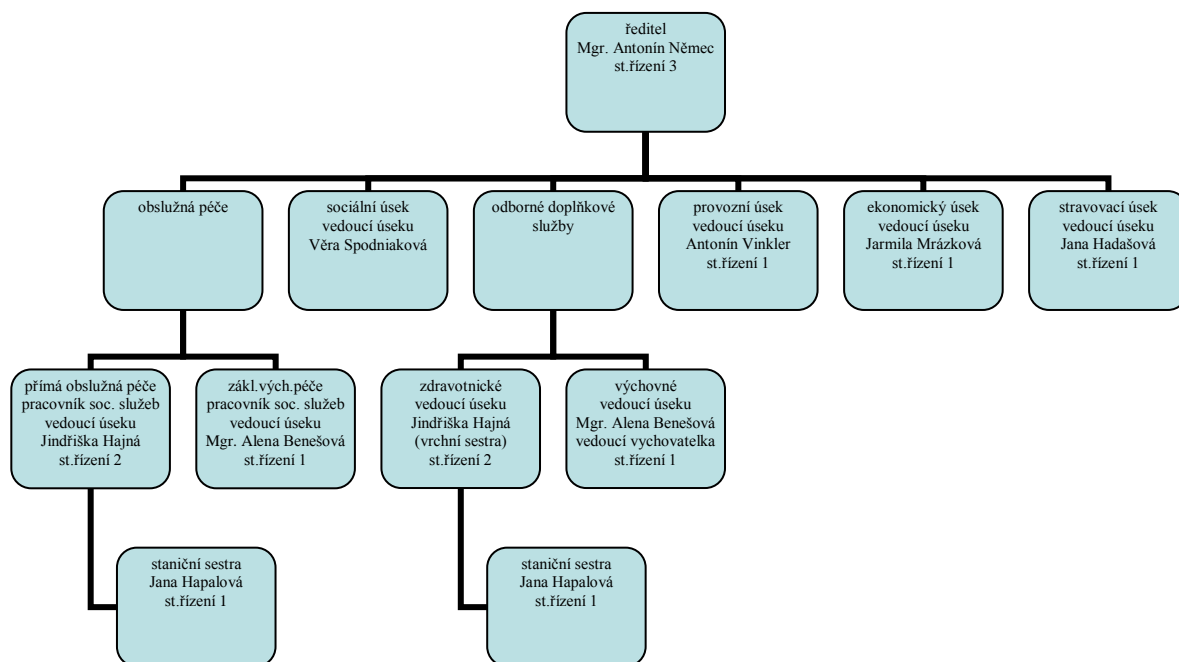 ředitel
Mgr. Antonín Němec
st.řízení 3
obslužná péče
sociální úsek
vedoucí úseku
Věra Spodniaková
odborné doplňkové
služby
provozní úsek
vedoucí úseku
Antonín Vinkler
st.řízení 1
ekonomický úsek
vedoucí úseku
Jarmila Mrázková
st.řízení 1
stravovací úsek
vedoucí úseku
Jana Hadašová
st.řízení 1
přímá obslužná péče
pracovník soc. služeb
vedoucí úseku
Jindřiška Hajná
st.řízení 2
zákl.vých.péče
pracovník soc. služeb
vedoucí úseku
Mgr. Alena Benešová
st.řízení 1
zdravotnické
vedoucí úseku
Jindřiška Hajná
(vrchní sestra)
st.řízení 2
výchovné
vedoucí úseku
Mgr. Alena Benešová
vedoucí vychovatelka
st.řízení 1
staniční sestra
Jana Hapalová
st.řízení 1
staniční sestra
Jana Hapalová
st.řízení 1